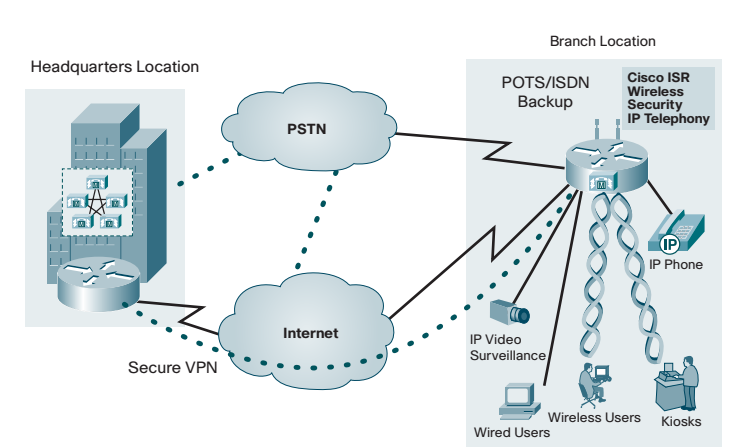 Branch Location
Headquarters Location
POTS/ISDN
Backup
Cisco ISR
Wireless
Security
IP Telephony
PSTN
IP
IP Phone
Internet
IP Video
Surveillance
Secure VPN
Wired Users
Wireless Users
Kiosks